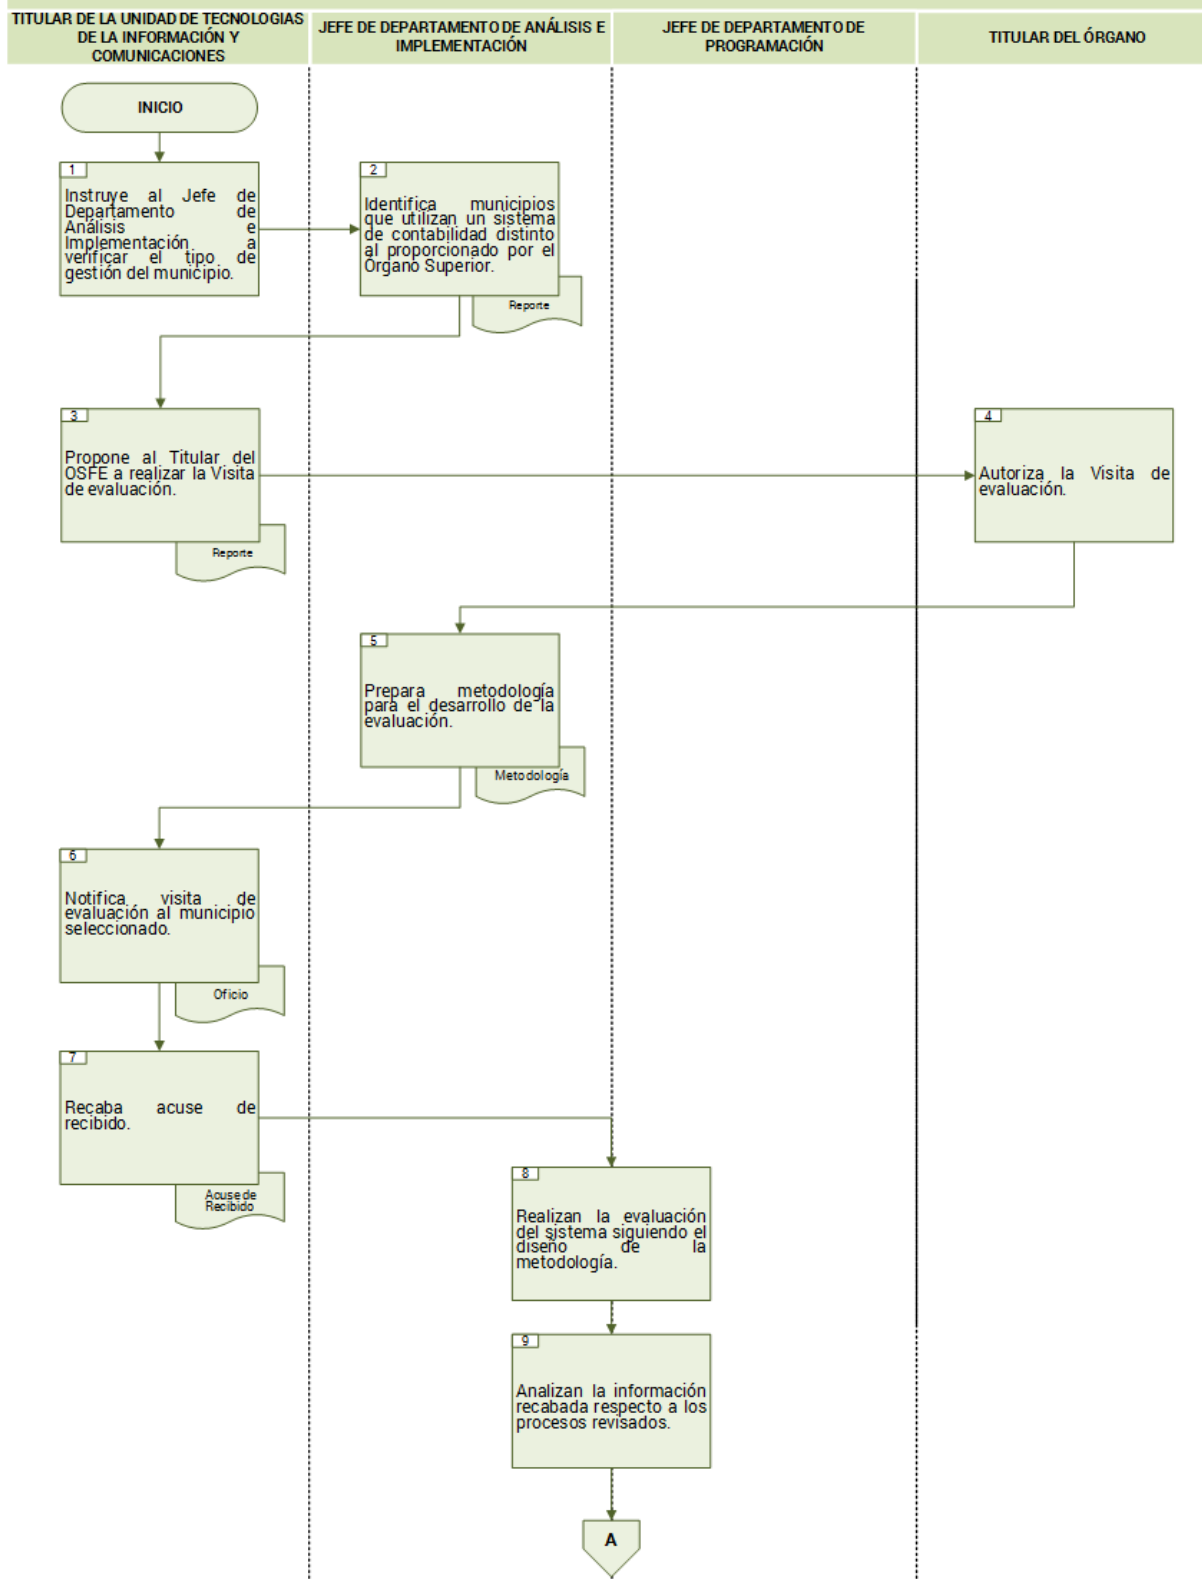 TITULAR DE LA UNIDAD DE TECNOLOGIAS
DE LA INFORMACIÓN Y
COMUNICACIONES
JEFE DE DEPARTAMENTO DE ANÁLISIS E
IMPLEMENTACIÓN
JEFE DE DEPARTAMENTO DE
PROGRAMACIÓN
TITULAR DEL ÓRGANO
INICIO
1
Instruye al Jefe de
Departamento de
Análisis e
Implementación a
verificar el tipo de
gestión del municipio.
2
Identifica municipios
que utilizan un sistema
de contabilidad distinto
al proporcionado por el
Órgano Superior.
Reporte
3
Propone al Titular del
OSFE a realizar la Visita
de evaluación.
Reporte
4
Autoriza la Visita de
evaluación.
5
Prepara metodología
para el desarrollo de la
evaluación.
Metodología
6
Notifica visita de
evaluación al municipio
seleccionado.
Oficio
7
Recaba acuse de
recibido.
Acuse de
Recibido
8
Realizan la evaluación
del sistema siguiendo el
diseño de la
metodología.
9
Analizan la información
recabada respecto a los
procesos revisados.
A